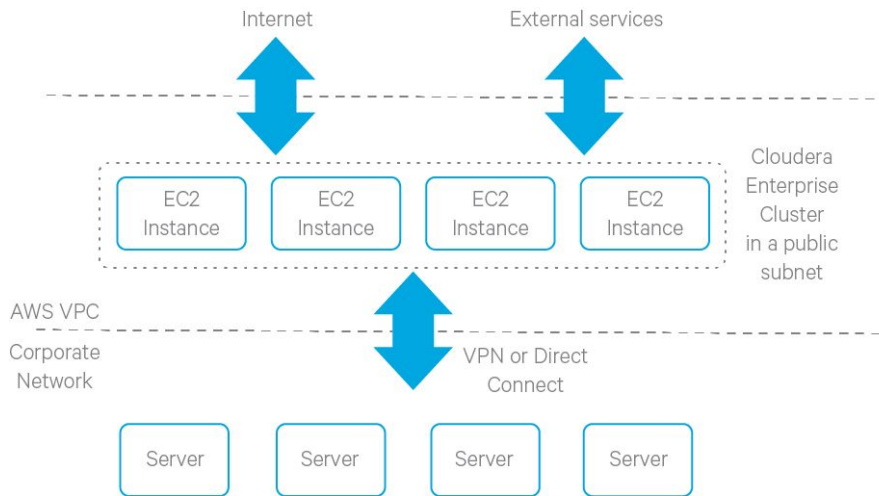 Internet
External services
Cloudera
Enterprise
Cluster
in a public
subnet
EC2
Instance
EC2
Instance
EC2
Instance
EC2
Instance
AWS VPC
Corporate
Network
VPN or Direct
Connect
Server
Server
Server
Server